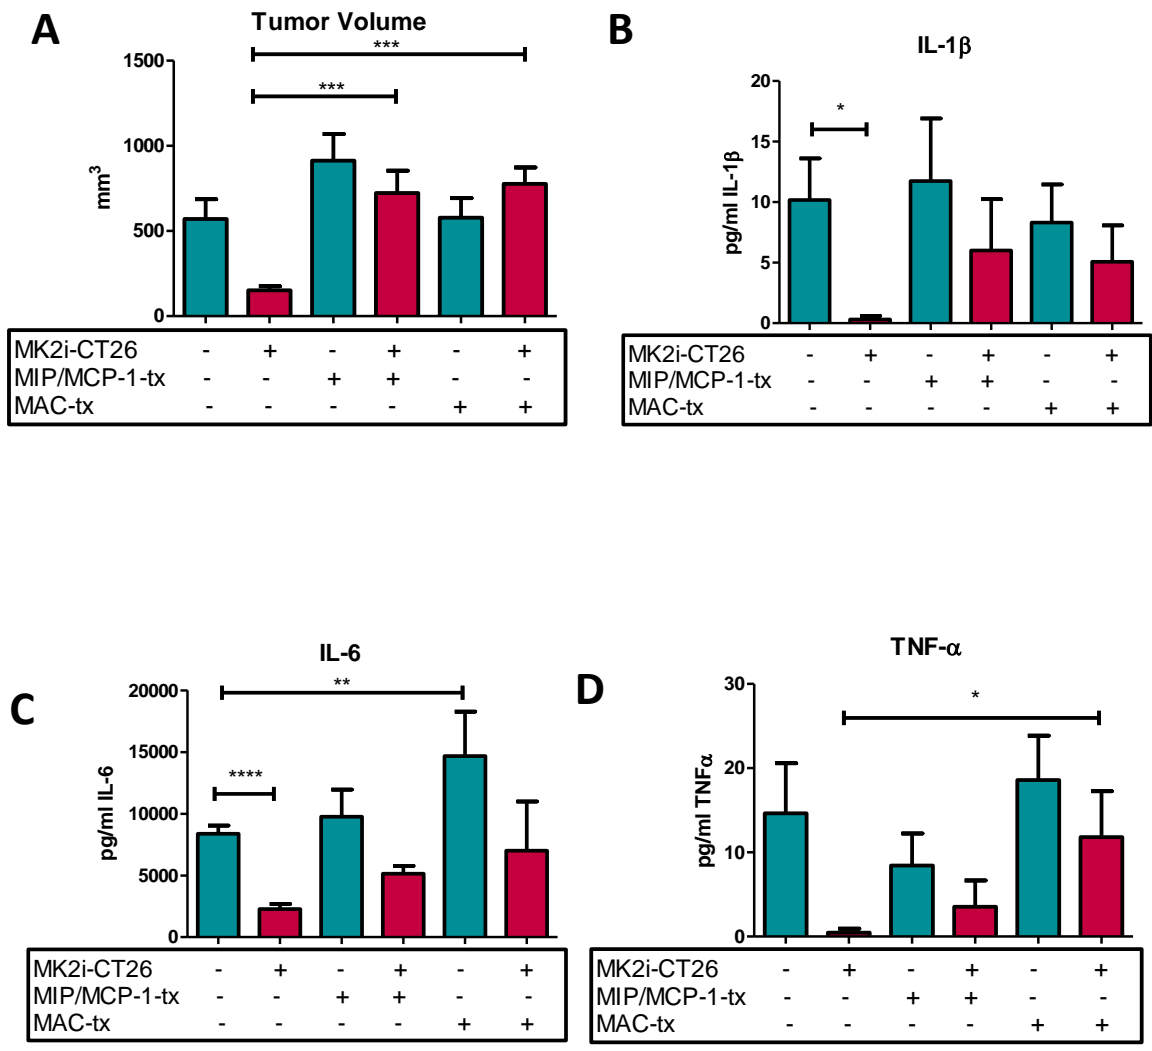 A
Tumor Volume
***
***
1500
1000
500
0
mm3
MK2i-CT26 - + - + - +
MIP/MCP-1-tx - - + + - -
MAC-tx - - - - + +
B
IL-1β
*
20
15
10
5
0
pg/ml IL-1β
MK2i-CT26 - + - + - +
MIP/MCP-1-tx - - + + - -
MAC-tx - - - - + +
C
IL-6
**
****
20000
15000
10000
5000
0
pg/ml IL-6
MK2i-CT26 - + - + - +
MIP/MCP-1-tx - - + + - -
MAC-tx - - - - + +
D
TNF-α
*
30
20
10
0
pg/ml TNFα
MK2i-CT26 - + - + - +
MIP/MCP-1-tx - - + + - -
MAC-tx - - - - + +